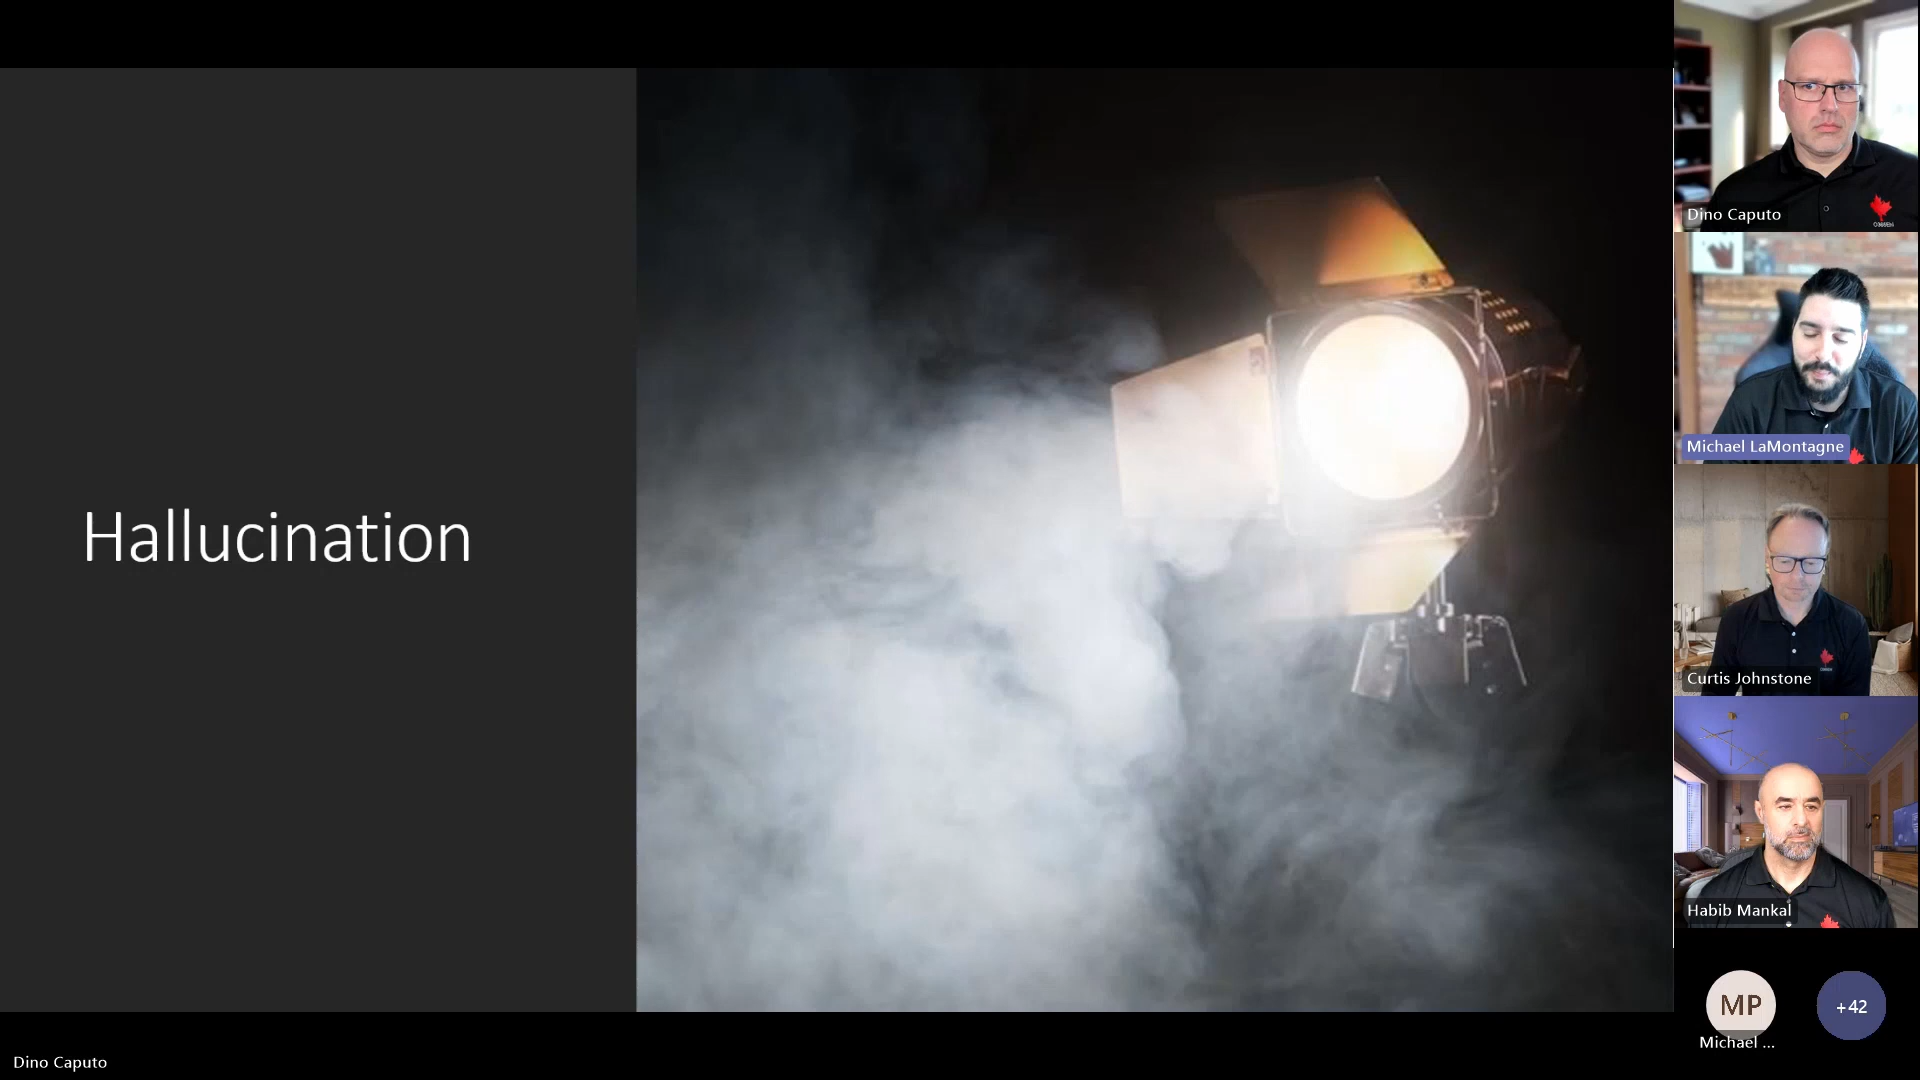 Hallucination
Dino Caputo
Michael LaMontagne
Curtis Johnstone
Habib Mankal
MP
+42
Michael ...
Dino Caputo